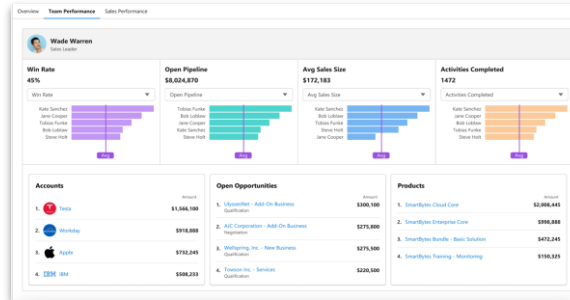 Overview Team Performance Sales Performance
Wade Warren
Sales Leader
Win Rate
45%
Win Rate
Kate Sanchez
Jane Cooper
Tobias Funke
Bob Loblaw
Steve Holt
Avg
Open Pipeline
$8,024,870
Open Pipeline
Tobias Funke
Bob Loblaw
Jane Cooper
Kate Sanchez
Steve Holt
Avg
Avg Sales Size
$172,183
Avg Sales Size
Kate Sanchez
Bob Loblaw
Tobias Funke
Steve Holt
Jane Cooper
Avg
Activities Completed
1472
Activities Completed
Kate Sanchez
Jane Cooper
Bob Loblaw
Tobias Funke
Steve Holt
Avg
Accounts
Amount
1. Tesla $1,566,100
2. Workday $918,888
3. Apple $732,245
4. IBM IBM $508,233
Open Opportunities
Amount
1. UlyssesNet - Add-On Business $300,100
Qualification
2. AJC Corporation - Add-On Business $275,800
Negotiation
3. Wellspring, Inc. - New Business $275,500
Qualification
4. Towson Inc. - Services $220,500
Qualification
Products
Amount
1. SmartBytes Cloud Core $2,088,445
2. SmartBytes Enterprise Core $998,888
3. SmartBytes Bundle - Basic Solution $472,245
4. SmartBytes Training - Monitoring $150,325